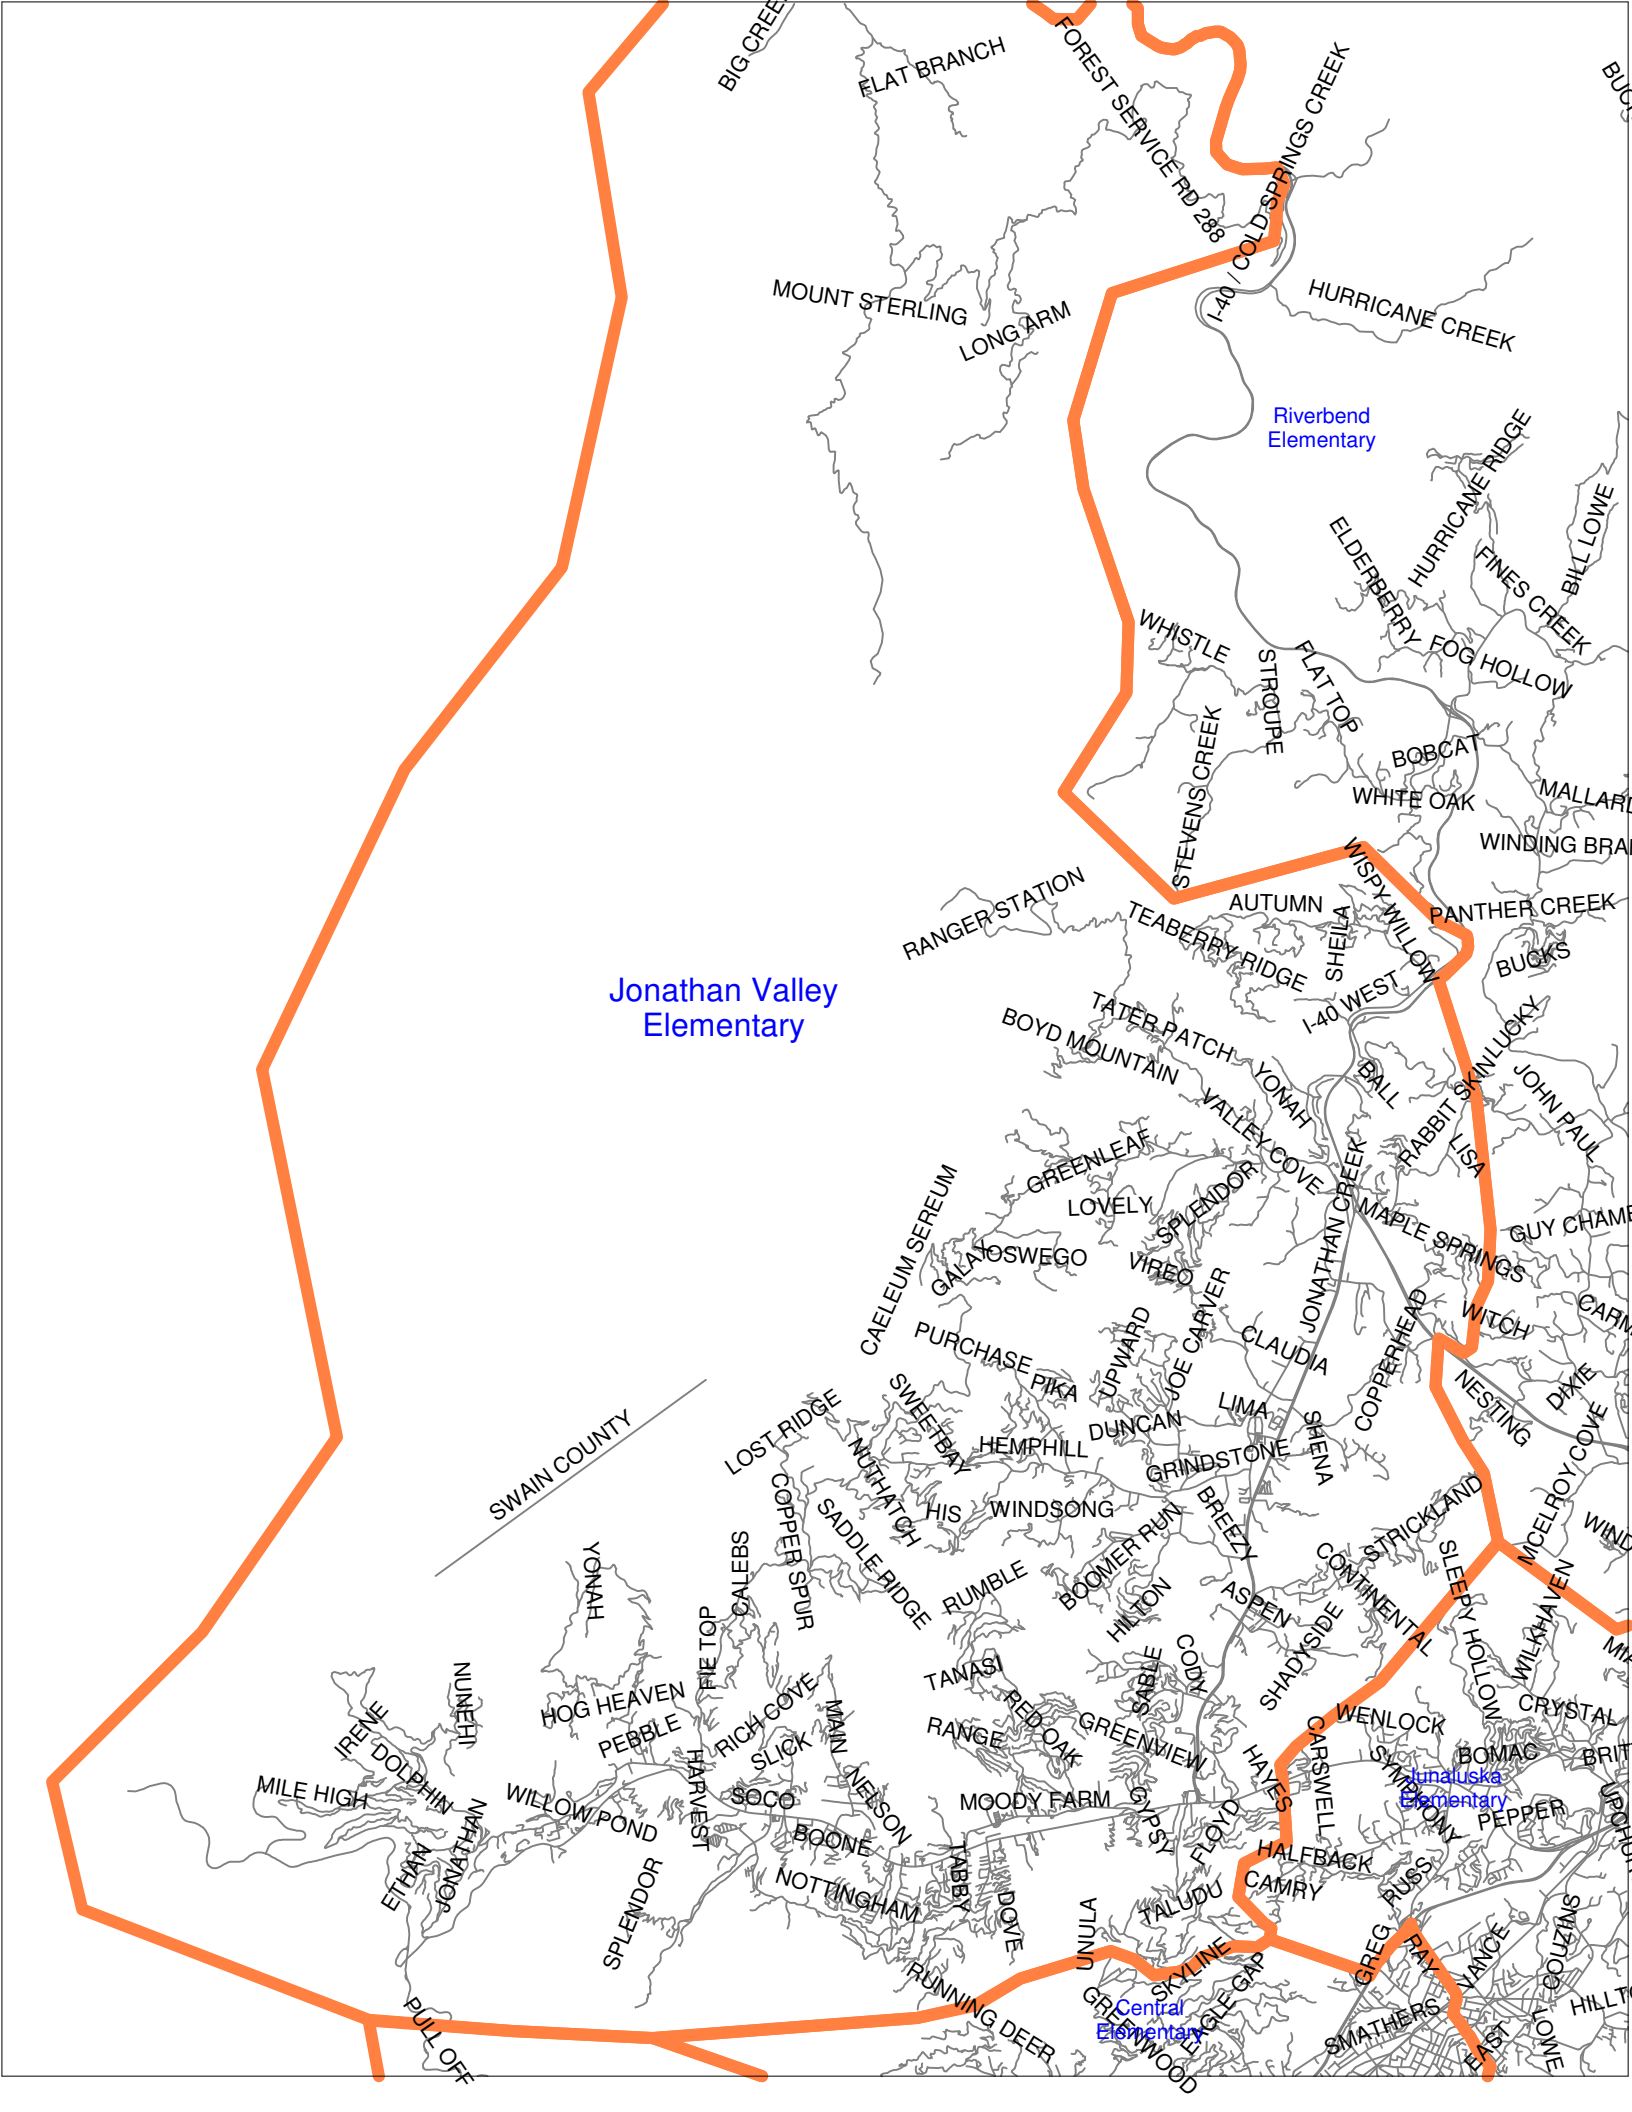 BIG CREE
FLAT BRANCH
FOREST SERVICE RD 288
I-40 / COLD SPRINGS CREEK
MOUNT STERLING
LONG ARM
HURRICANE CREEK
Riverbend
Elementary
HURRICANE RIDGE
ELDERBERRY
BILL LOWE
FINES CREEK
WHISTLE
STROUPE
FLAT TOP
FOG HOLLOW
STEVENS CREEK
BOBCAT
WHITE OAK
MALLARD
WINDING BRA
WISPY WILLOW
RANGER STATION
TEABERRY RIDGE
AUTUMN
SHEILA
PANTHER CREEK
BUCKS
Jonathan Valley
Elementary
I-40 WEST
TATER PATCH
BOYD MOUNTAIN
YONAH
BALL
RABBIT SKIN
LUCKY
JOHN PAUL
VALLEY COVE
LISA
GREENLEAF
LOVELY
SPLENDOR
JONATHAN CREEK
MAPLE SPRINGS
GUY CHAMB
CAELEUM SEREUM
GALAX
OSWEGO
VIREO
JOE CARVER
UPWARD
PURCHASE
PIKA
CLAUDIA
COPPERHEAD
WITCH
CARM
LOST RIDGE
SWEETBAY
LIMA
NESTING
DIXIE
SWAIN COUNTY
NUTHATCH
HEMPHILL
DUNCAN
GRINDSTONE
SHENA
MCELROY COVE
COPPER SPUR
SADDLE RIDGE
HIS
WINDSONG
BREEZY
STRICKLAND
WIND
YONAH
CALEBS
RUMBLE
BOOMER RUN
HILTON
ASPEN
CONTINENTAL
SLEEPY HOLLOW
WILKHAVEN
FIE TOP
SHADYSIDE
NUNEHI
TANASI
SABLE
CODY
HOG HEAVEN
RICH COVE
MAIN
RED OAK
IRENE
PEBBLE
SLICK
RANGE
GREENVIEW
WENLOCK
CRYSTAL
DOLPHIN
HARVEST
HAYES
CARSWELL
SYMPHONY
BOMAC
BRIT
Junaluska
Elementary
MILE HIGH
WILLOW POND
SOCO
NELSON
MOODY FARM
GYPSY
FLOYD
PEPPER
UPCHUR
BOONE
HALFBACK
ETHAN
JONATHAN
SPLENDOR
NOTTINGHAM
TABBY
DOVE
UNULA
TALUDU
CAMRY
RUSS
SKYLINE
GREG
RAY
VANCE
COUZINS
RUNNING DEER
EAGLE GAP
Central
Elementary
GREENWOOD
SMATHERS
EAST
LOWE
HILLTO
PULL OFF